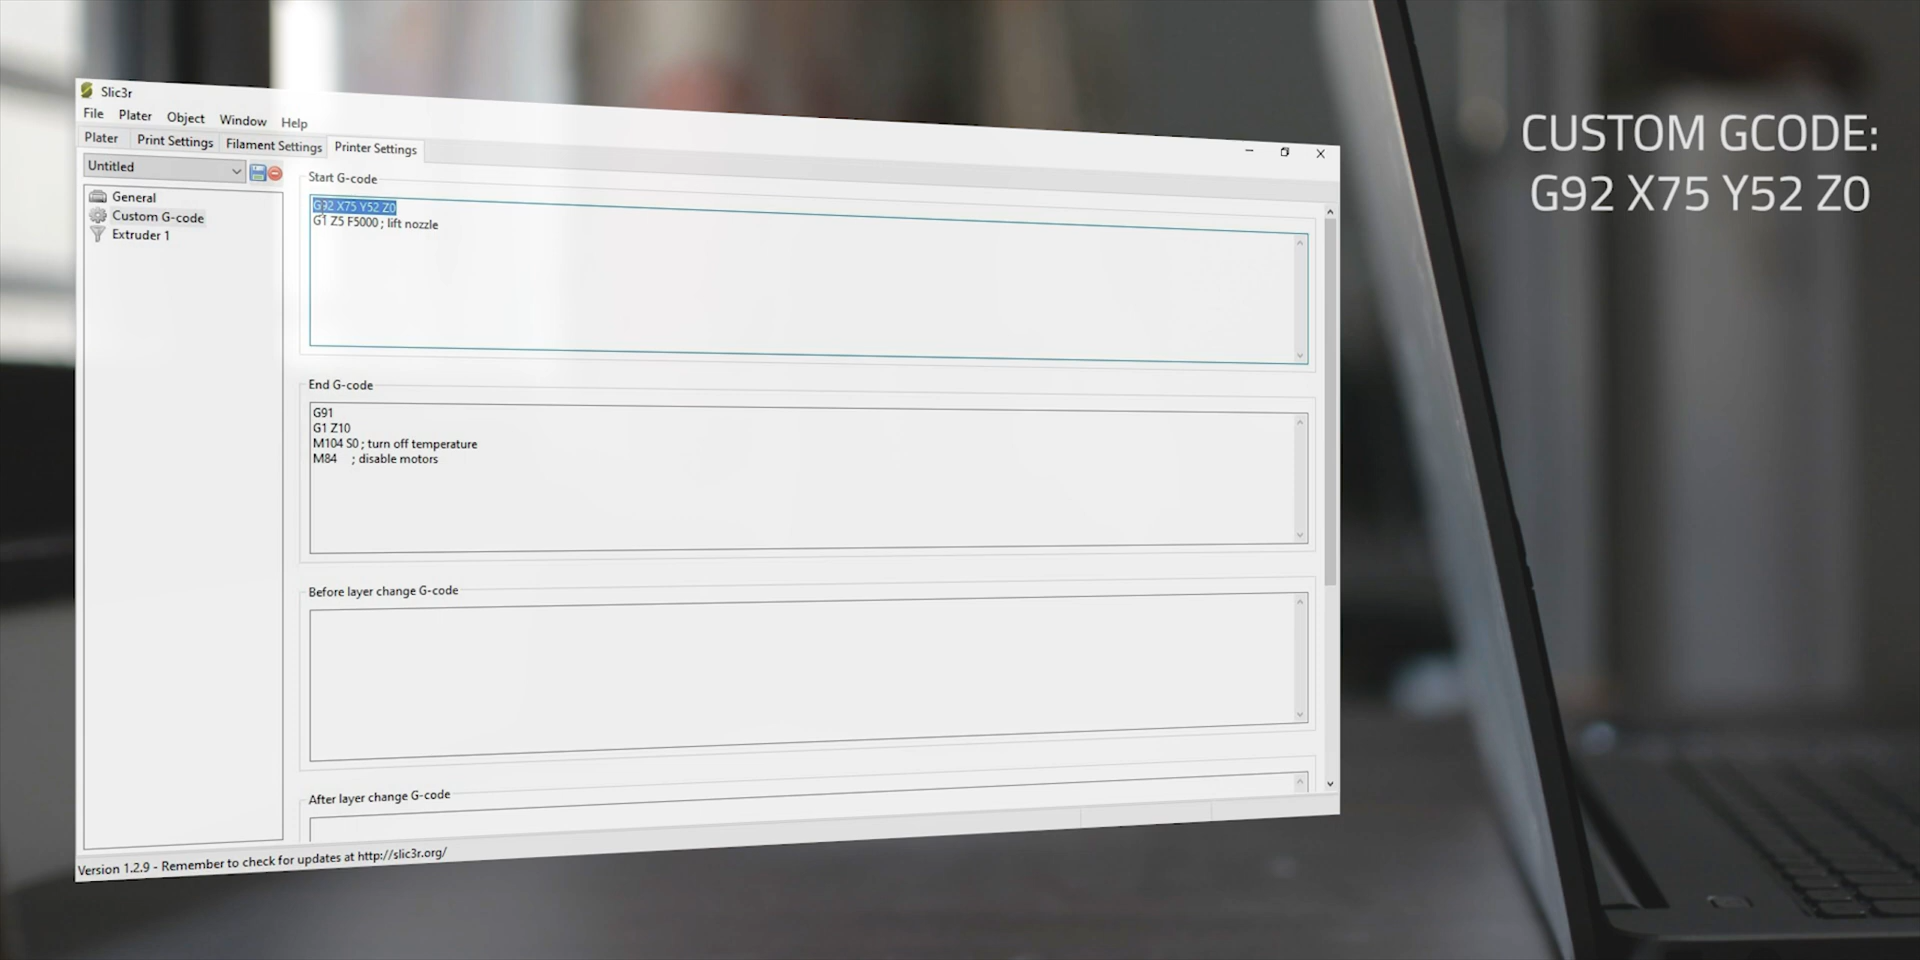 Slic3r
File Plater Object Window Help
Plater Print Settings Filament Settings Printer Settings
Untitled
General
Custom G-code
Extruder 1
Start G-code
G92 X75 Y52 Z0
G1 Z5 F5000 ; lift nozzle
End G-code
G91
G1 Z10
M104 S0 ; turn off temperature
M84 ; disable motors
Before layer change G-code
After layer change G-code
Version 1.2.9 - Remember to check for updates at http://slic3r.org/
CUSTOM GCODE:
G92 X75 Y52 Z0